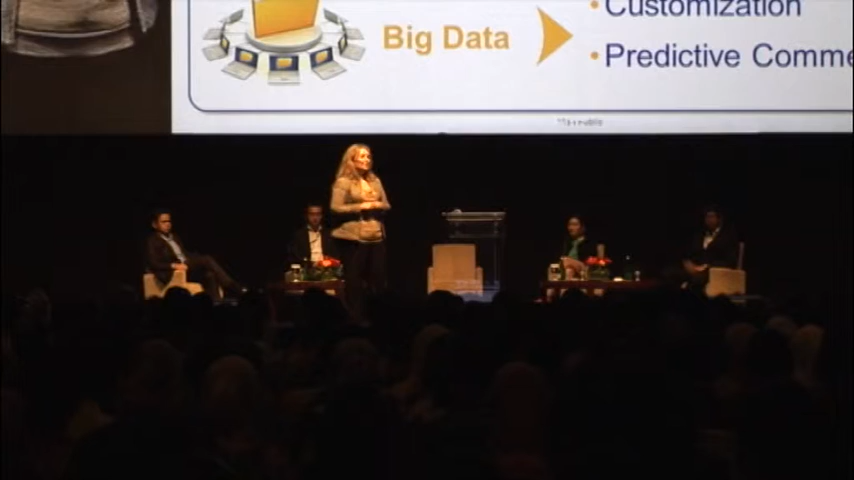 • Customization
Big Data
• Predictive Comme